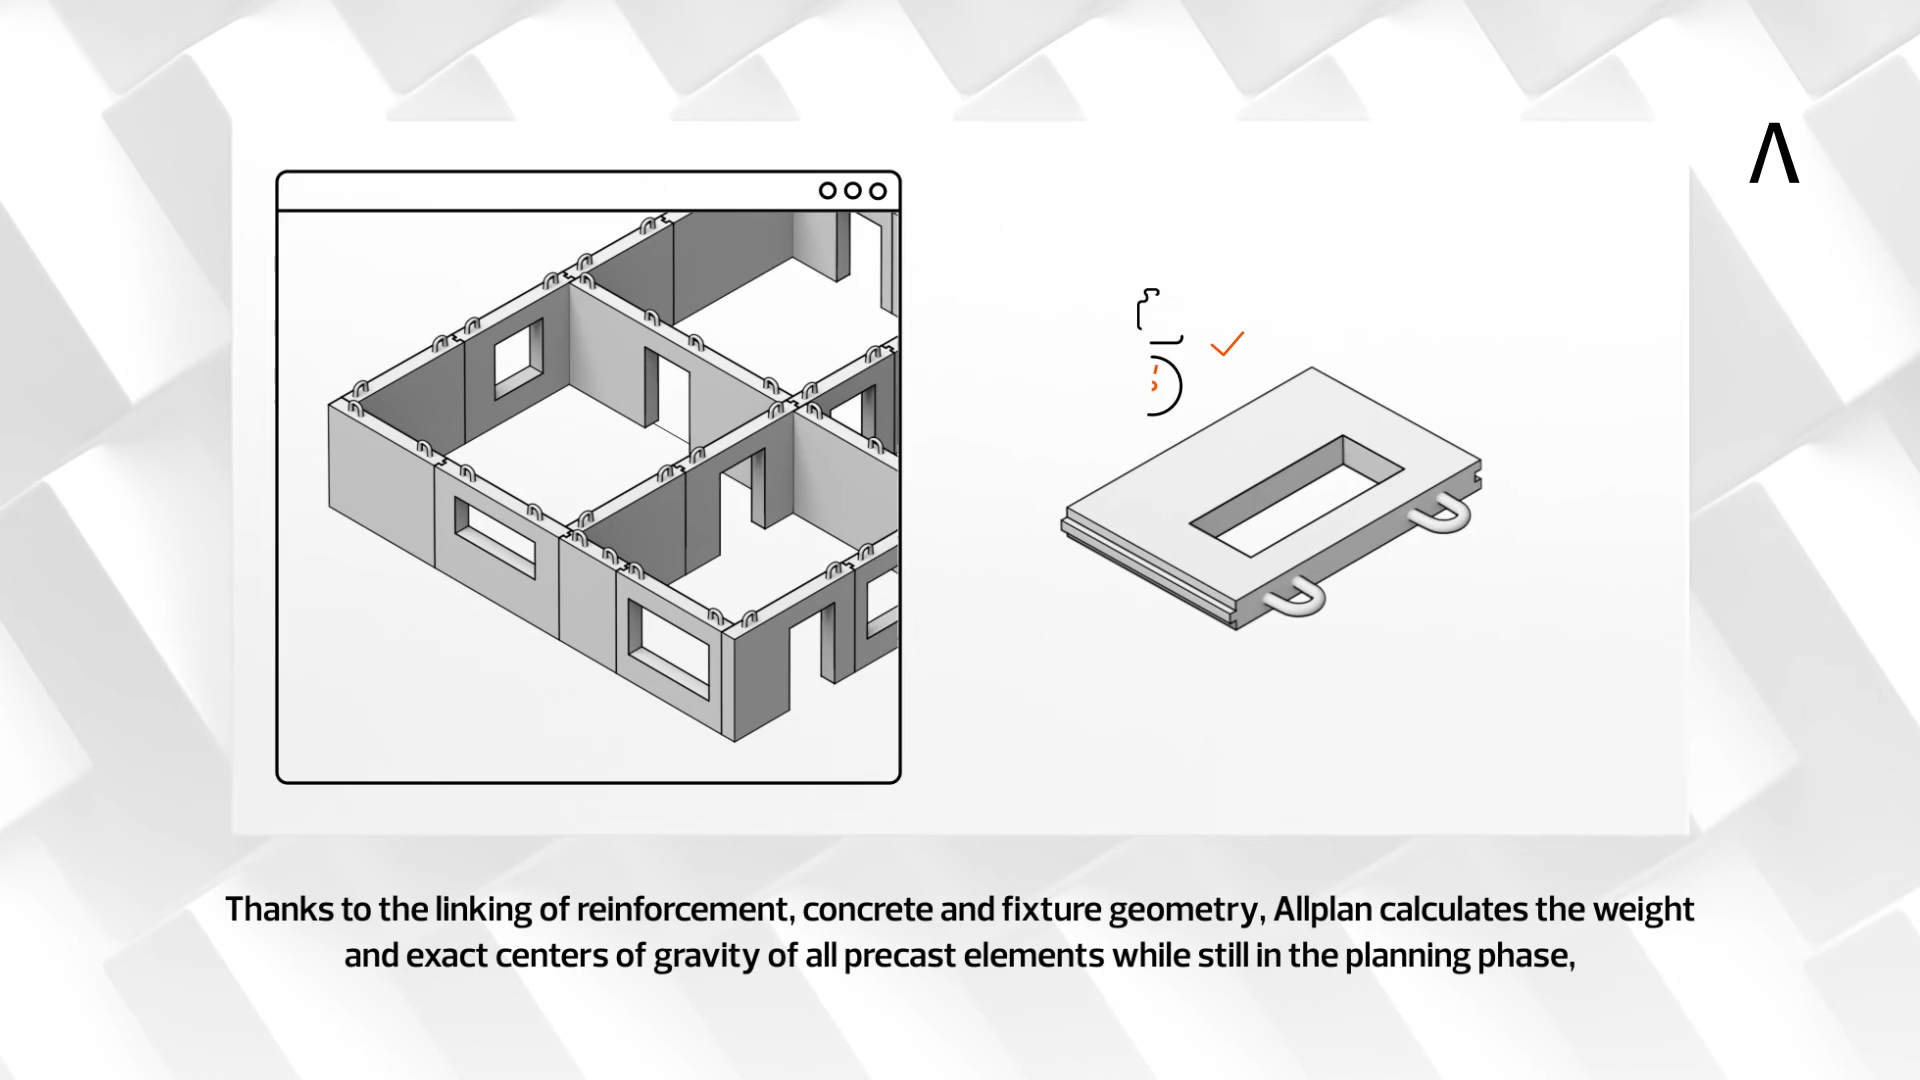 Thanks to the linking of reinforcement, concrete and fixture geometry, Allplan calculates the weight
and exact centers of gravity of all precast elements while still in the planning phase,